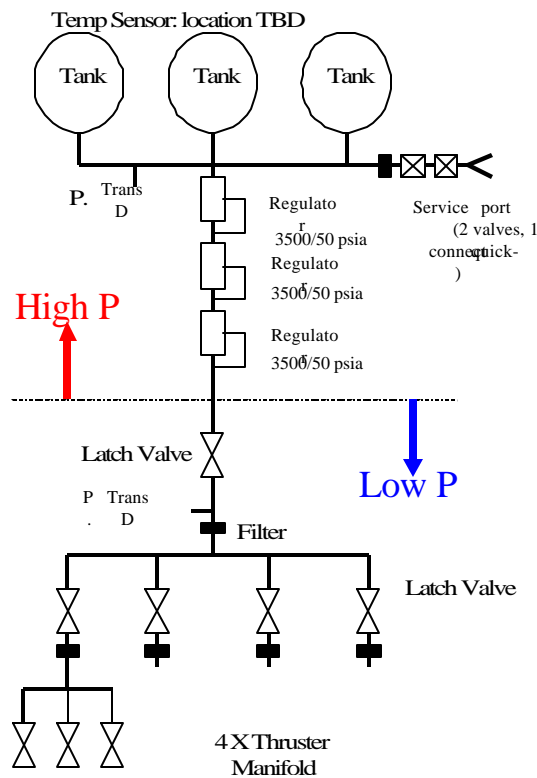 Temp Sensor: location TBD
Tank
Tank
Tank
P. Trans
D
Regulato
r
3500/50 psia
Service port
(2 valves, 1
connect quick-
)
Regulato
r
3500/50 psia
High P
Regulato
r
3500/50 psia
Latch Valve
Low P
P Trans
. D
Filter
Latch Valve
4 X Thruster
Manifold